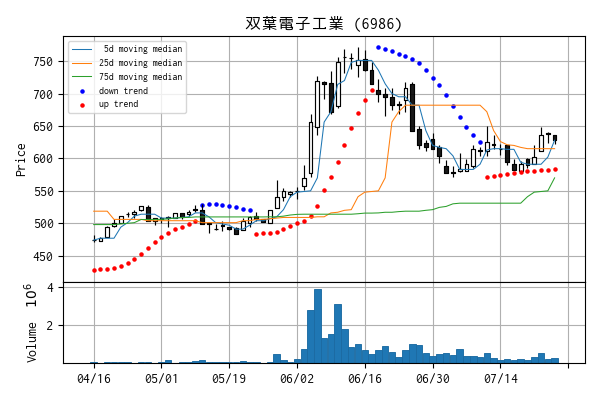 双葉電子工業 (6986)
5d moving median
25d moving median
75d moving median
down trend
up trend
Price
750
700
650
600
550
500
450
Volume 10^6
4
2
04/16 05/01 05/19 06/02 06/16 06/30 07/14